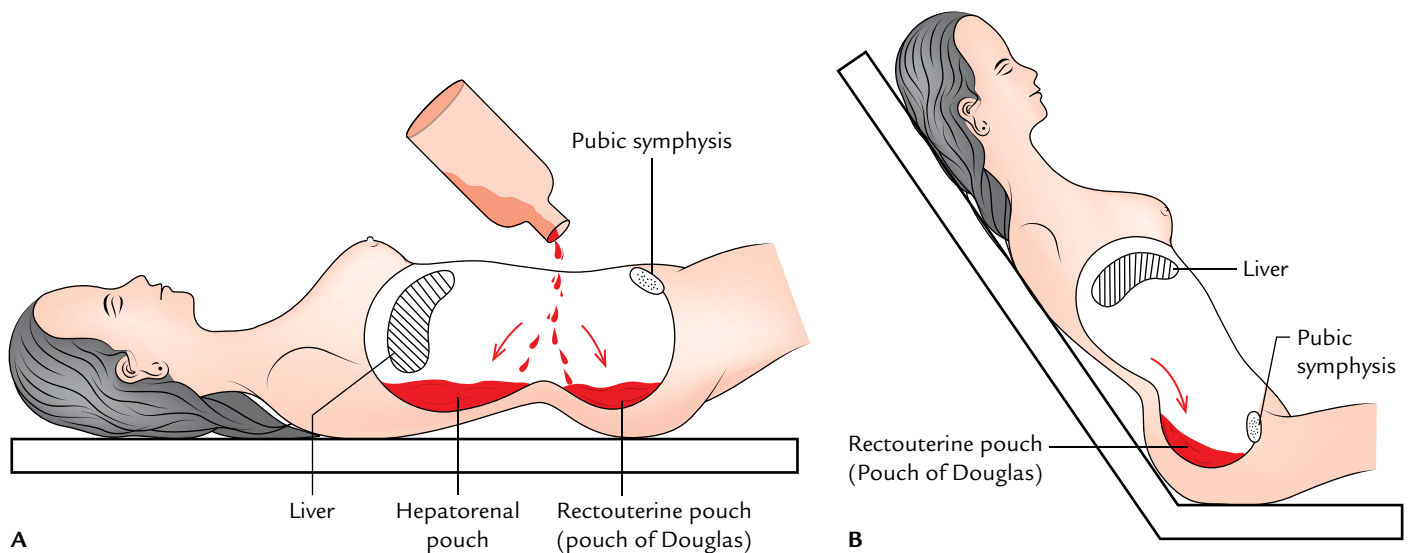 Pubic symphysis
Liver
Hepatorenal
pouch
Rectouterine pouch
(pouch of Douglas)
A
Liver
Pubic
symphysis
Rectouterine pouch
(Pouch of Douglas)
B